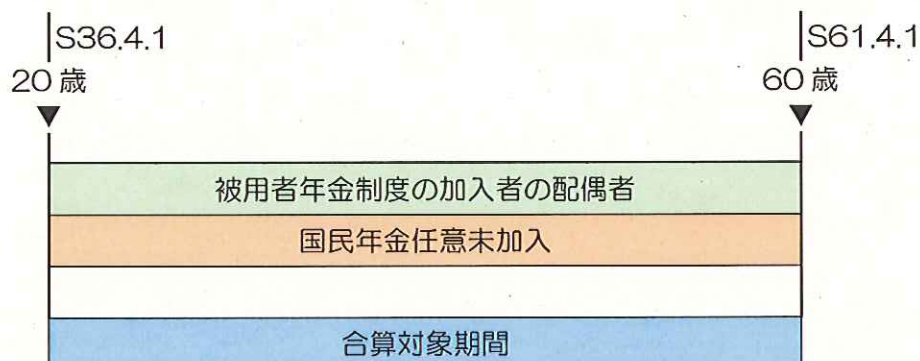 S36.4.1
20歳
S61.4.1
60歳
被用者年金制度の加入者の配偶者
国民年金任意未加入
合算対象期間